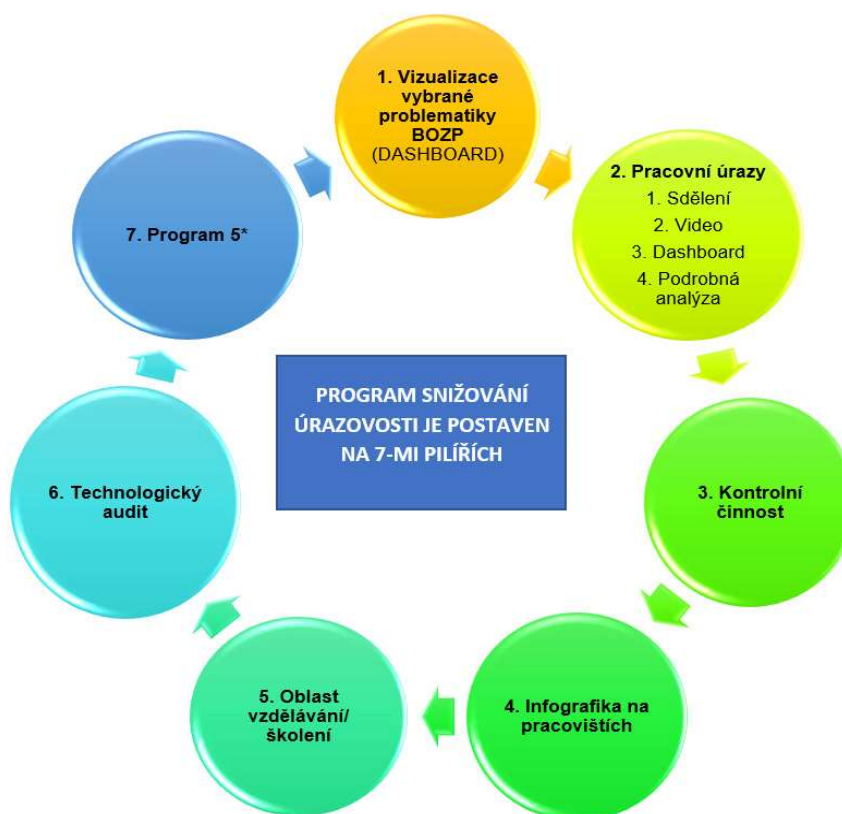 1. Vizualizace
vybrané
problematiky
BOZP
(DASHBOARD)
2. Pracovní úrazy
1. Sdělení
2. Video
3. Dashboard
4. Podrobná
analýza
3. Kontrolní
činnost
4. Infografika na
pracovištích
5. Oblast
vzdělávání/
školení
6. Technologický
audit
7. Program 5*
PROGRAM SNIŽOVÁNÍ
ÚRAZOVOSTI JE POSTAVEN
NA 7-MI PILÍŘÍCH